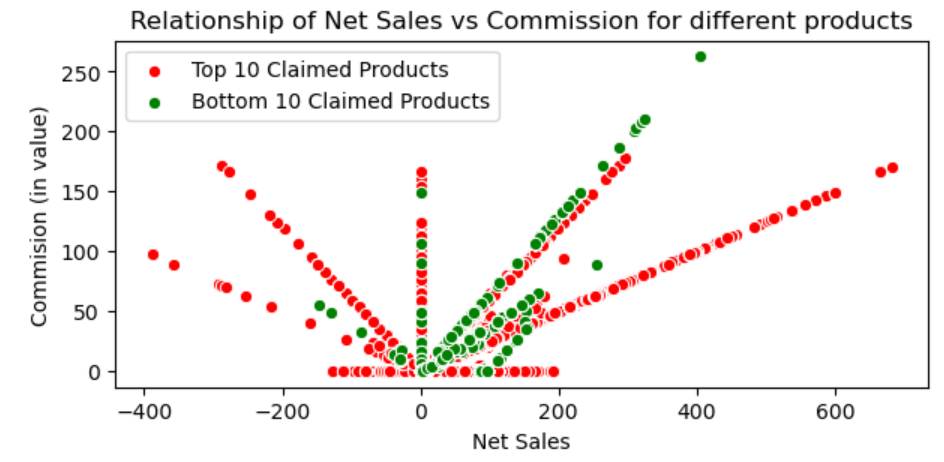 Relationship of Net Sales vs Commission for different products
Top 10 Claimed Products
Bottom 10 Claimed Products
Commision (in value)
250
200
150
100
50
0
−400 −200 0 200 400 600
Net Sales